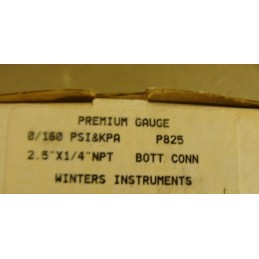 PREMIUM GAUGE
0/160 PSI&KPA P825
2.5"X1/4"NPT BOTT CONN
WINTERS INSTRUMENTS